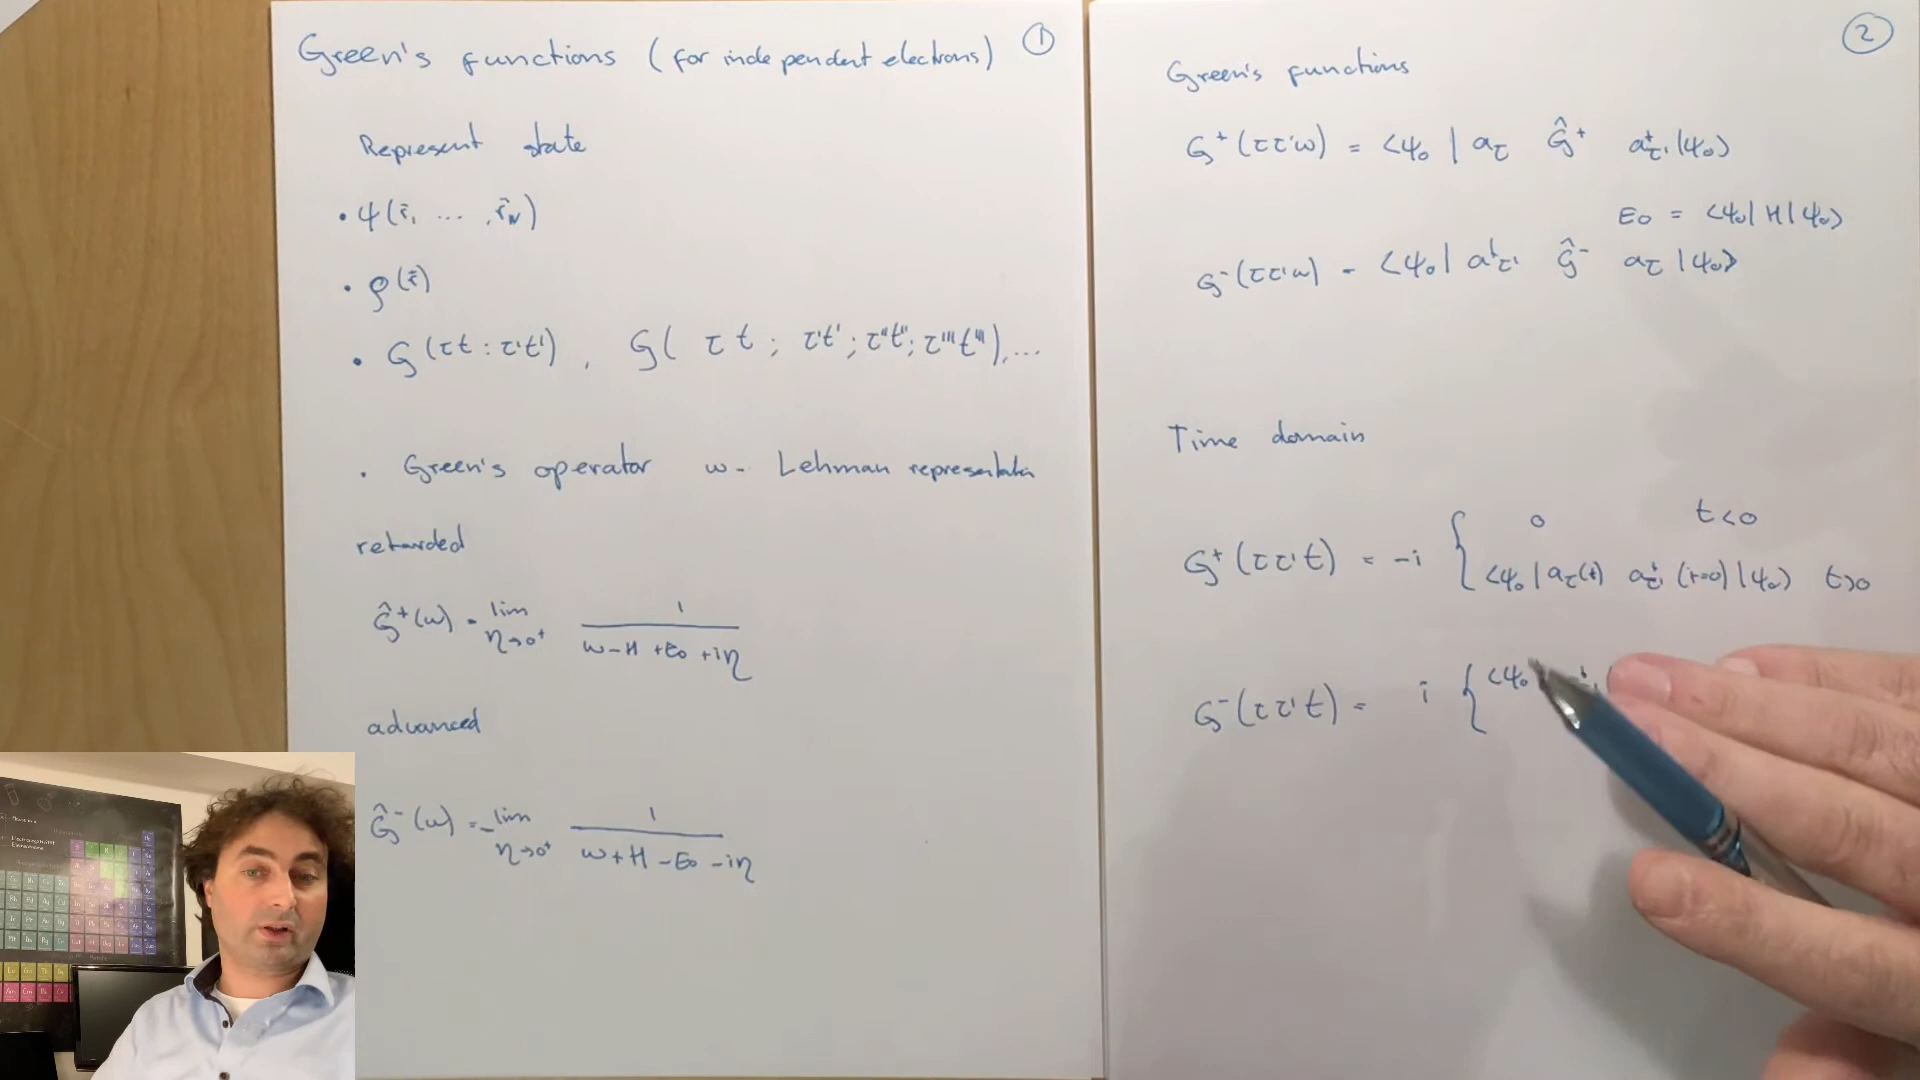 Green's functions (for independent electrons) 1
Represent state
• ψ(r̄₁ ... , r̄_N)
• ρ(r̄)
• G(τt : τ't') , G( τ t ; τ't' ; τ"t" ; τ'''t''' ), ...
. Green's operator ω - Lehman representation
retarded
Ĝ⁺(ω) = lim η→0⁺ 1 / (ω - H + E₀ + iη)
advanced
Ĝ⁻(ω) = - lim η→0⁺ 1 / (ω + H - E₀ - iη)
2
Green's functions
G⁺(ττ'ω) = <ψ₀ | a_τ Ĝ⁺ a⁺_τ' |ψ₀>
E₀ = <ψ₀| H |ψ₀>
G⁻(ττ'ω) = <ψ₀| a⁺_τ' Ĝ⁻ a_τ |ψ₀>
Time domain
G⁺(ττ't) = -i { 0 t<0
<ψ₀ | a_τ(t) a⁺_τ' (t=0) |ψ₀> t>0
G⁻(ττ't) = i { <ψ₀